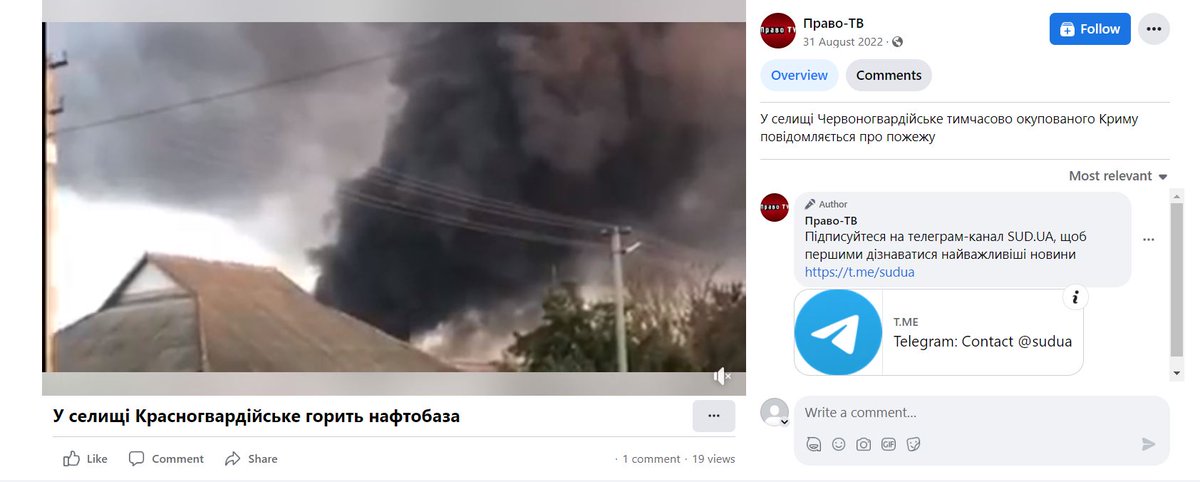 Право-ТВ
31 August 2022 ·
Follow
Overview
Comments
У селищі Червоногвардійське тимчасово окупованого Криму
повідомляється про пожежу
Most relevant
Author
Право-ТВ
Підписуйтеся на телеграм-канал SUD.UA, щоб
першими дізнаватися найважливіші новини
https://t.me/sudua
T.ME
Telegram: Contact @sudua
У селищі Красногвардійське горить нафтобаза
Like
Comment
Share
· 1 comment · 19 views
Write a comment...
GIF